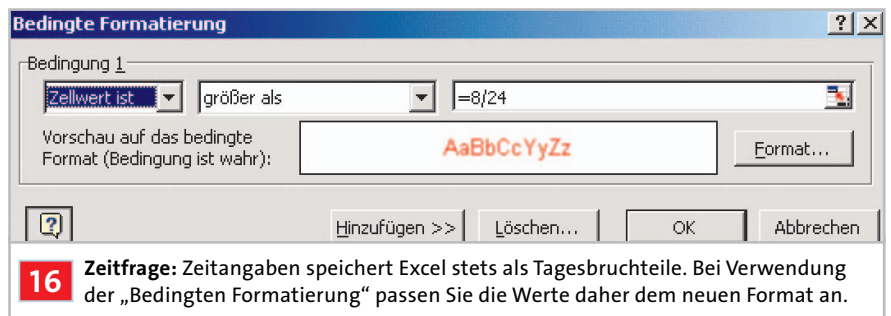 Bedingte Formatierung
Bedingung 1
Zellwert ist größer als =8/24
Vorschau auf das bedingte
Format (Bedingung ist wahr):
AaBbCcYyZz
Format...
Hinzufügen >> Löschen... OK Abbrechen
16
Zeitfrage: Zeitangaben speichert Excel stets als Tagesbruchteile. Bei Verwendung
der „Bedingten Formatierung“ passen Sie die Werte daher dem neuen Format an.